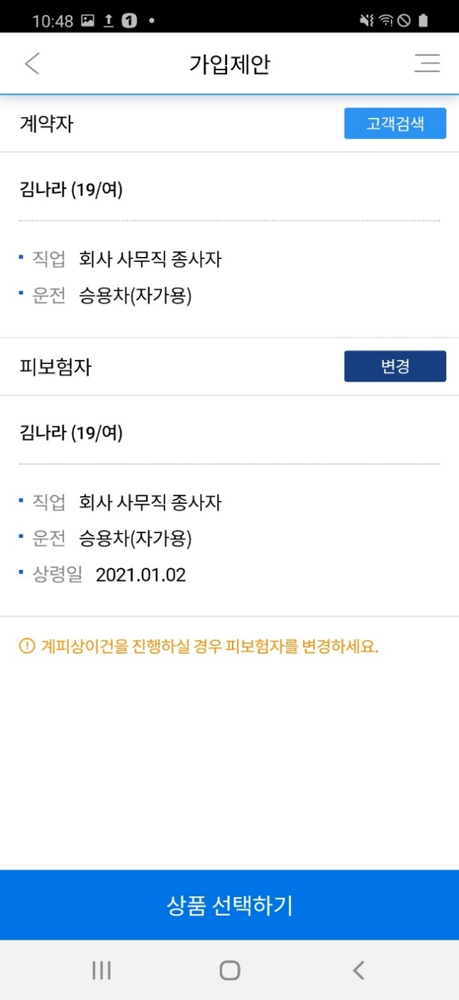 10:48
가입제안
계약자
고객검색
김나라 (19/여)
직업 회사 사무직 종사자
운전 승용차(자가용)
피보험자
변경
김나라 (19/여)
직업 회사 사무직 종사자
운전 승용차(자가용)
상령일 2021.01.02
계피상이건을 진행하실 경우 피보험자를 변경하세요.
상품 선택하기